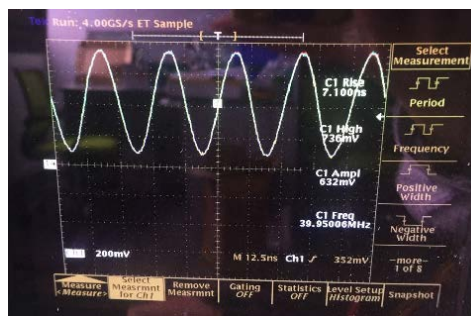 Tek Run: 4.00GS/s ET Sample
[ T ]
Select
Measurement
C1 Rise
7.100ns
Period
C1 High
736mV
Frequency
C1 Ampl
632mV
Positive
Width
C1 Freq
39.95006MHz
Negative
Width
200mV
M 12.5ns Ch1 352mV
-more-
1 of 8
Measure
<Measure>
Select
Measrmnt
for Ch1
Remove
Measrmnt
Gating
OFF
Statistics
OFF
Level Setup
Histogram
Snapshot